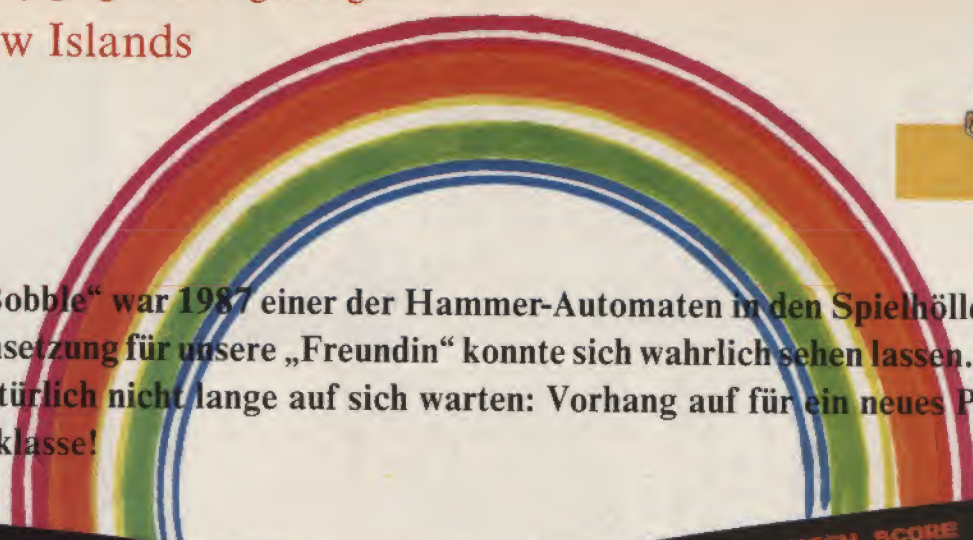 w Islands
obble“ war 1987 einer der Hammer-Automaten in den Spielhölle
setzung für unsere „Freundin“ konnte sich wahrlich sehen lassen.
türlich nicht lange auf sich warten: Vorhang auf für ein neues P
klasse!
SCORE